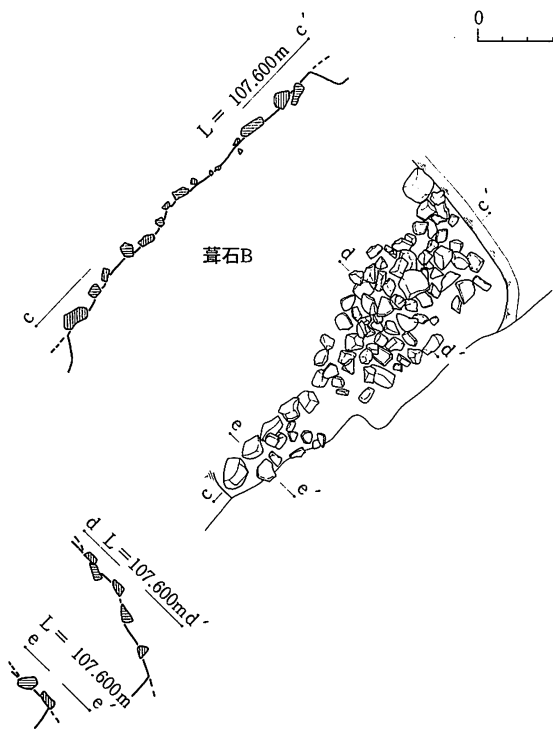 0
c L = 107.600m c'
葺石B
c'
d
d'
e
c
e'
d L = 107.600m d'
e L = 107.600m e'